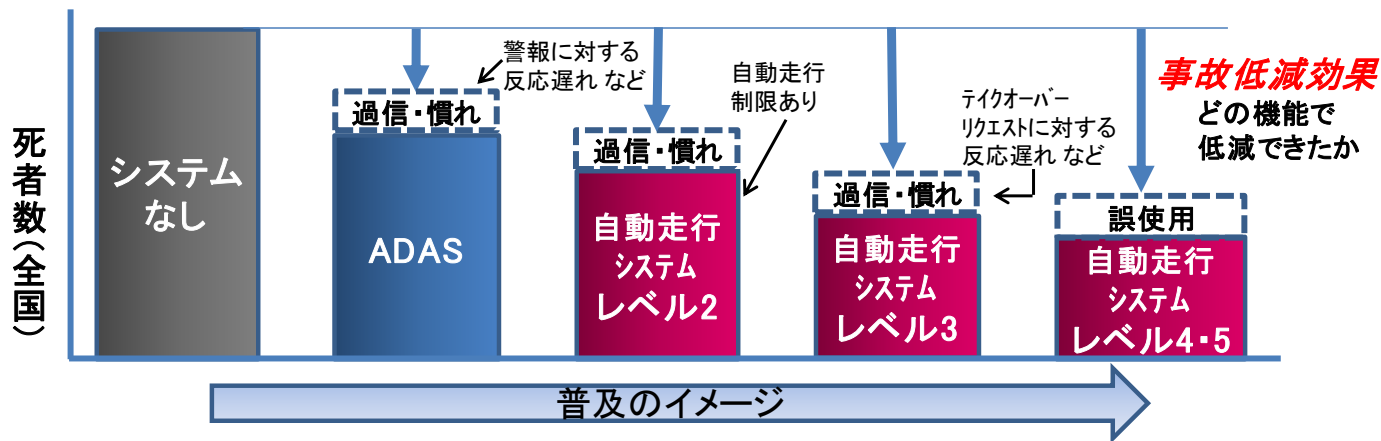 死者数(全国)
システム
なし
過信・慣れ
ADAS
警報に対する
反応遅れ など
過信・慣れ
自動走行
システム
レベル2
自動走行
制限あり
過信・慣れ
自動走行
システム
レベル3
テイクオーバー
リクエストに対する
反応遅れ など
誤使用
自動走行
システム
レベル4・5
事故低減効果
どの機能で
低減できたか
普及のイメージ